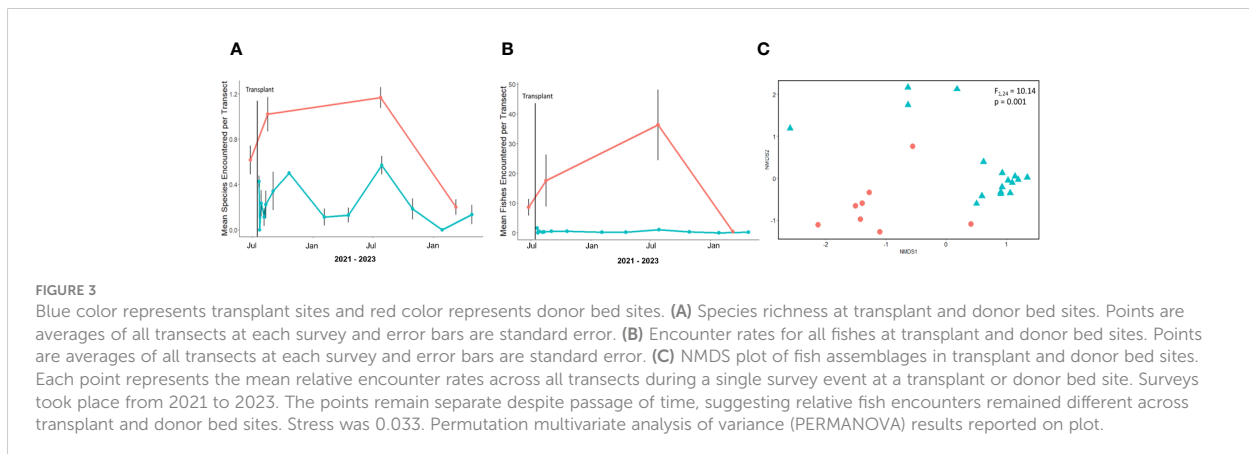 A
B
C
Mean Species Encountered per Transect
1.2
0.8
0.4
0.0
Transplant
Jul
Jan
Jul
Jan
2021 - 2023
Mean Fishes Encountered per Transect
50
40
30
20
10
0
Transplant
Jul
Jan
Jul
Jan
2021 - 2023
NMDS2
2
1
0
-1
F1,24 = 10.14
p = 0.001
-2
-1
0
1
NMDS1
FIGURE 3
Blue color represents transplant sites and red color represents donor bed sites. (A) Species richness at transplant and donor bed sites. Points are
averages of all transects at each survey and error bars are standard error. (B) Encounter rates for all fishes at transplant and donor bed sites. Points
are averages of all transects at each survey and error bars are standard error. (C) NMDS plot of fish assemblages in transplant and donor bed sites.
Each point represents the mean relative encounter rates across all transects during a single survey event at a transplant or donor bed site. Surveys
took place from 2021 to 2023. The points remain separate despite passage of time, suggesting relative fish encounters remained different across
transplant and donor bed sites. Stress was 0.033. Permutation multivariate analysis of variance (PERMANOVA) results reported on plot.